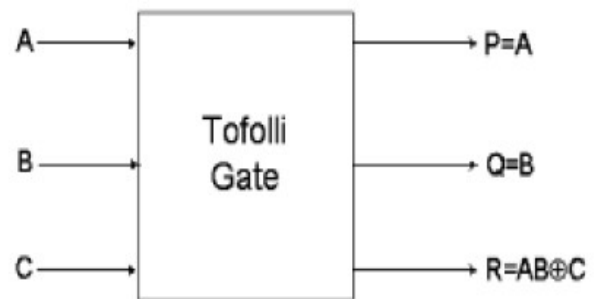 A
P=A
Tofolli
Gate
B
Q=B
C
R=AB⊕C